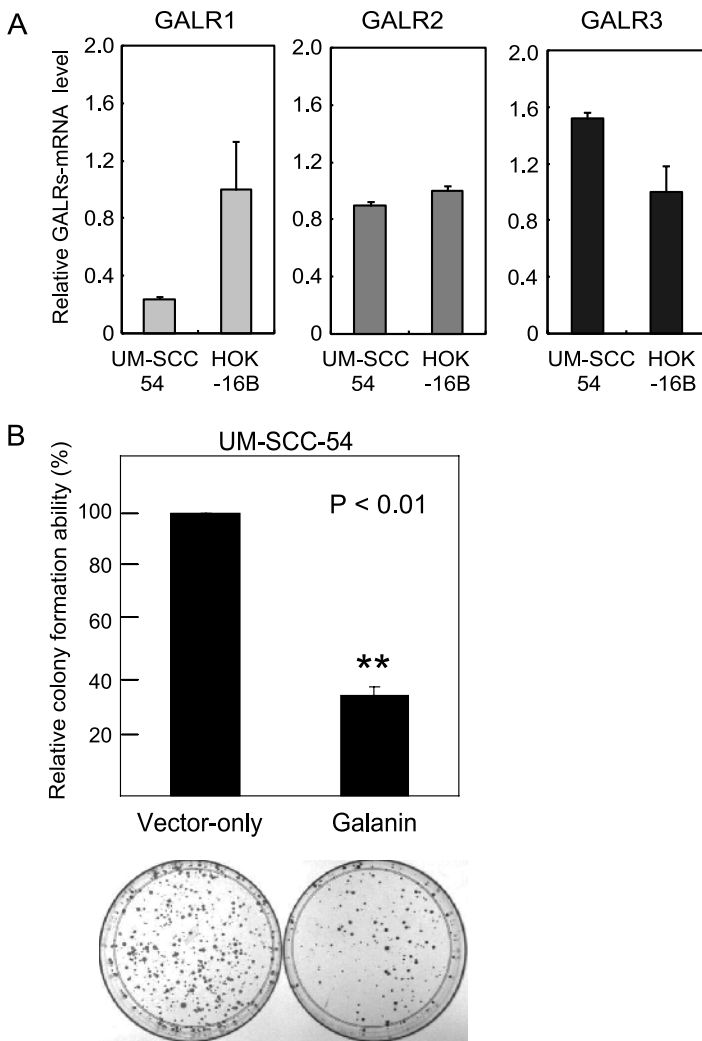 A
GALR1
GALR2
GALR3
Relative GALRs-mRNA level
2.0
1.6
1.2
0.8
0.4
0
UM-SCC
54
HOK
-16B
2.0
1.6
1.2
0.8
0.4
0
UM-SCC
54
HOK
-16B
2.0
1.6
1.2
0.8
0.4
0
UM-SCC
54
HOK
-16B
B
UM-SCC-54
Relative colony formation ability (%)
100
80
60
40
20
P < 0.01
**
Vector-only
Galanin